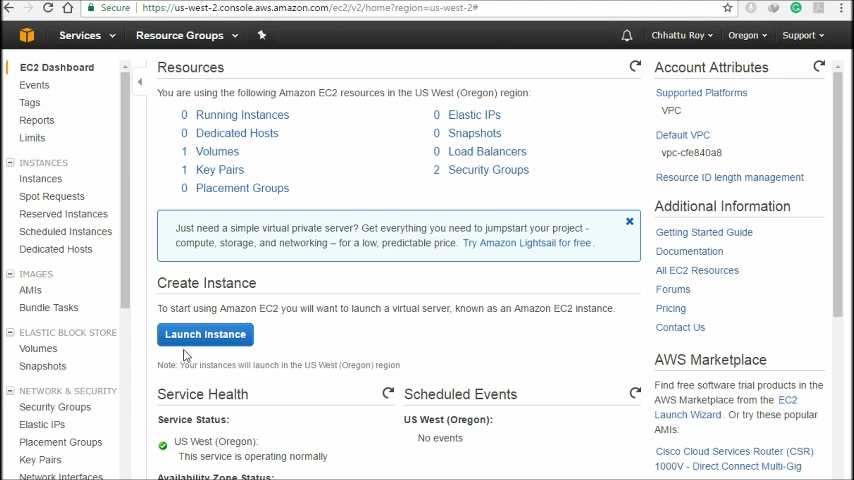 Secure
https://us-west-2.console.aws.amazon.com/ec2/v2/home?region=us-west-2#
Services
Resource Groups
Chhattu Roy
Oregon
Support
EC2 Dashboard
Events
Tags
Reports
Limits
INSTANCES
Instances
Spot Requests
Reserved Instances
Scheduled Instances
Dedicated Hosts
IMAGES
AMIs
Bundle Tasks
ELASTIC BLOCK STORE
Volumes
Snapshots
NETWORK & SECURITY
Security Groups
Elastic IPs
Placement Groups
Key Pairs
Network Interfaces
Resources
You are using the following Amazon EC2 resources in the US West (Oregon) region:
0 Running Instances
0 Elastic IPs
0 Dedicated Hosts
0 Snapshots
1 Volumes
0 Load Balancers
1 Key Pairs
2 Security Groups
0 Placement Groups
Just need a simple virtual private server? Get everything you need to jumpstart your project -
compute, storage, and networking – for a low, predictable price. Try Amazon Lightsail for free.
Create Instance
To start using Amazon EC2 you will want to launch a virtual server, known as an Amazon EC2 instance.
Launch Instance
Note: Your instances will launch in the US West (Oregon) region
Service Health
Service Status:
US West (Oregon):
This service is operating normally
Availability Zone Status:
Scheduled Events
US West (Oregon):
No events
Account Attributes
Supported Platforms
VPC
Default VPC
vpc-cfe840a8
Resource ID length management
Additional Information
Getting Started Guide
Documentation
All EC2 Resources
Forums
Pricing
Contact Us
AWS Marketplace
Find free software trial products in the
AWS Marketplace from the EC2
Launch Wizard. Or try these popular
AMIs:
Cisco Cloud Services Router (CSR)
1000V - Direct Connect Multi-Gig